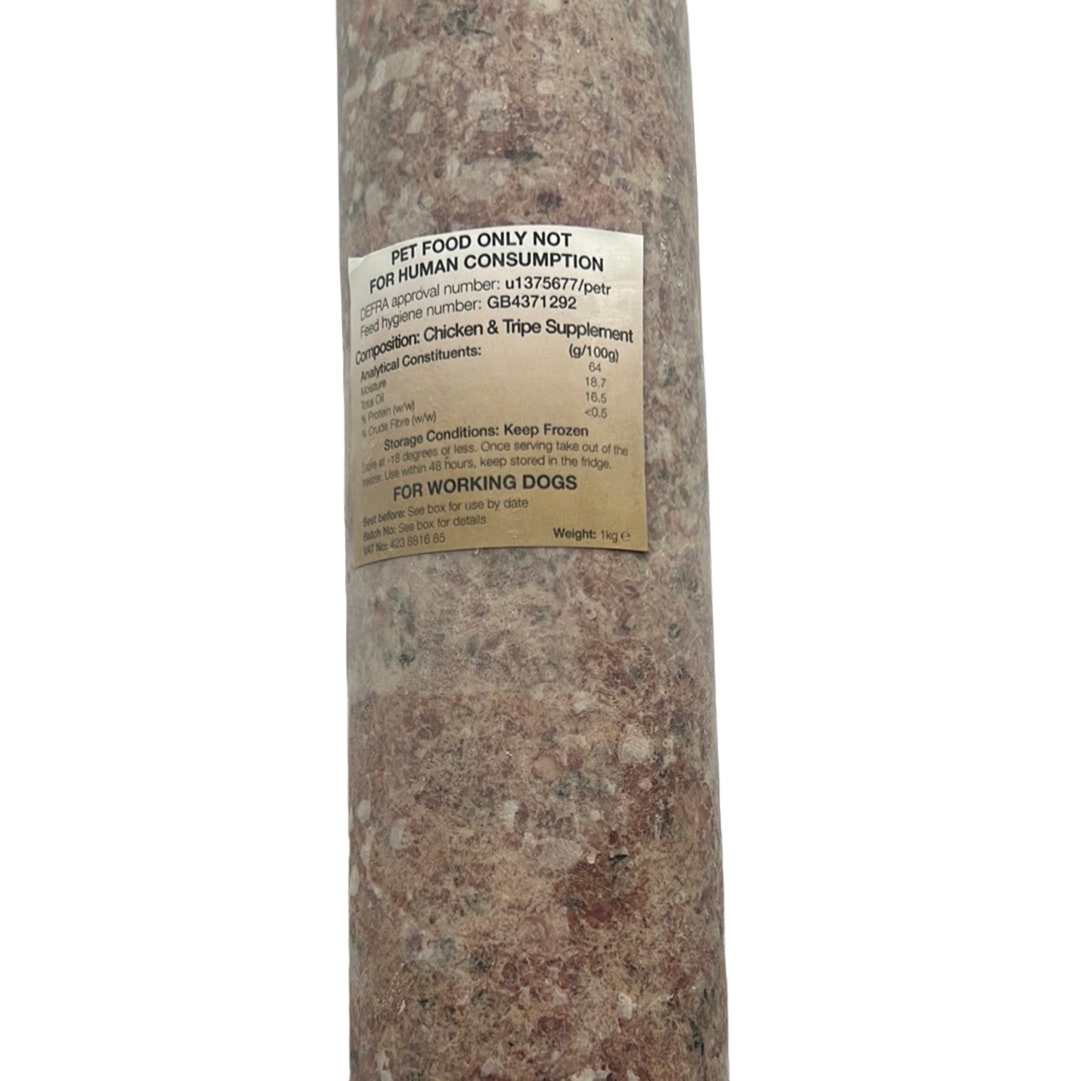 PET FOOD ONLY NOT
FOR HUMAN CONSUMPTION
DEFRA approval number: u1375677/petr
Feed hygiene number: GB4371292
Composition: Chicken & Tripe Supplement
Analytical Constituents: (g/100g)
Moisture 64
Total Oil 18.7
% Protein (w/w) 16.5
% Crude Fibre (w/w) <0.5
Storage Conditions: Keep Frozen
Store at -18 degrees or less. Once serving take out of the
freezer. Use within 48 hours, keep stored in the fridge.
FOR WORKING DOGS
Best before: See box for use by date
Batch No: See box for details
VAT No: 423 8816 85
Weight: 1kg ℮